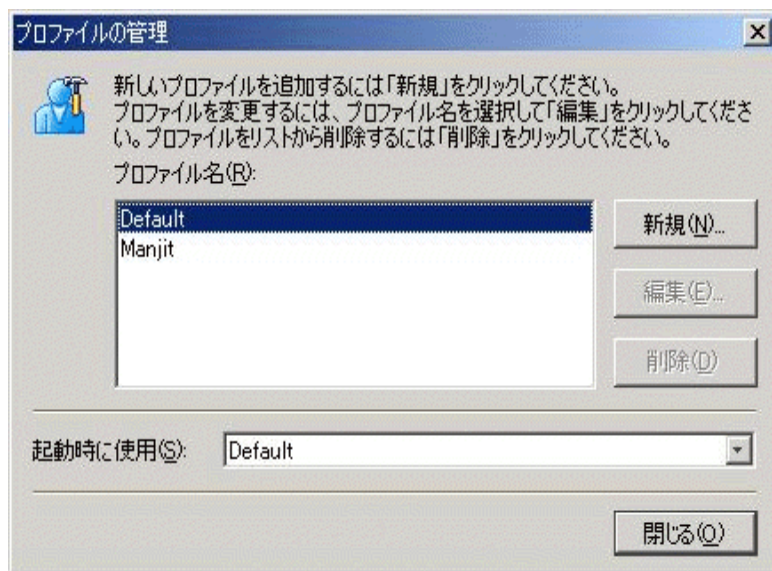 プロファイルの管理
新しいプロファイルを追加するには「新規」をクリックしてください。
プロファイルを変更するには、プロファイル名を選択して「編集」をクリックしてくださ
い。プロファイルをリストから削除するには「削除」をクリックしてください。
プロファイル名(R):
Default
Manjit
新規(N)...
編集(E)...
削除(D)
起動時に使用(S):
Default
閉じる(O)